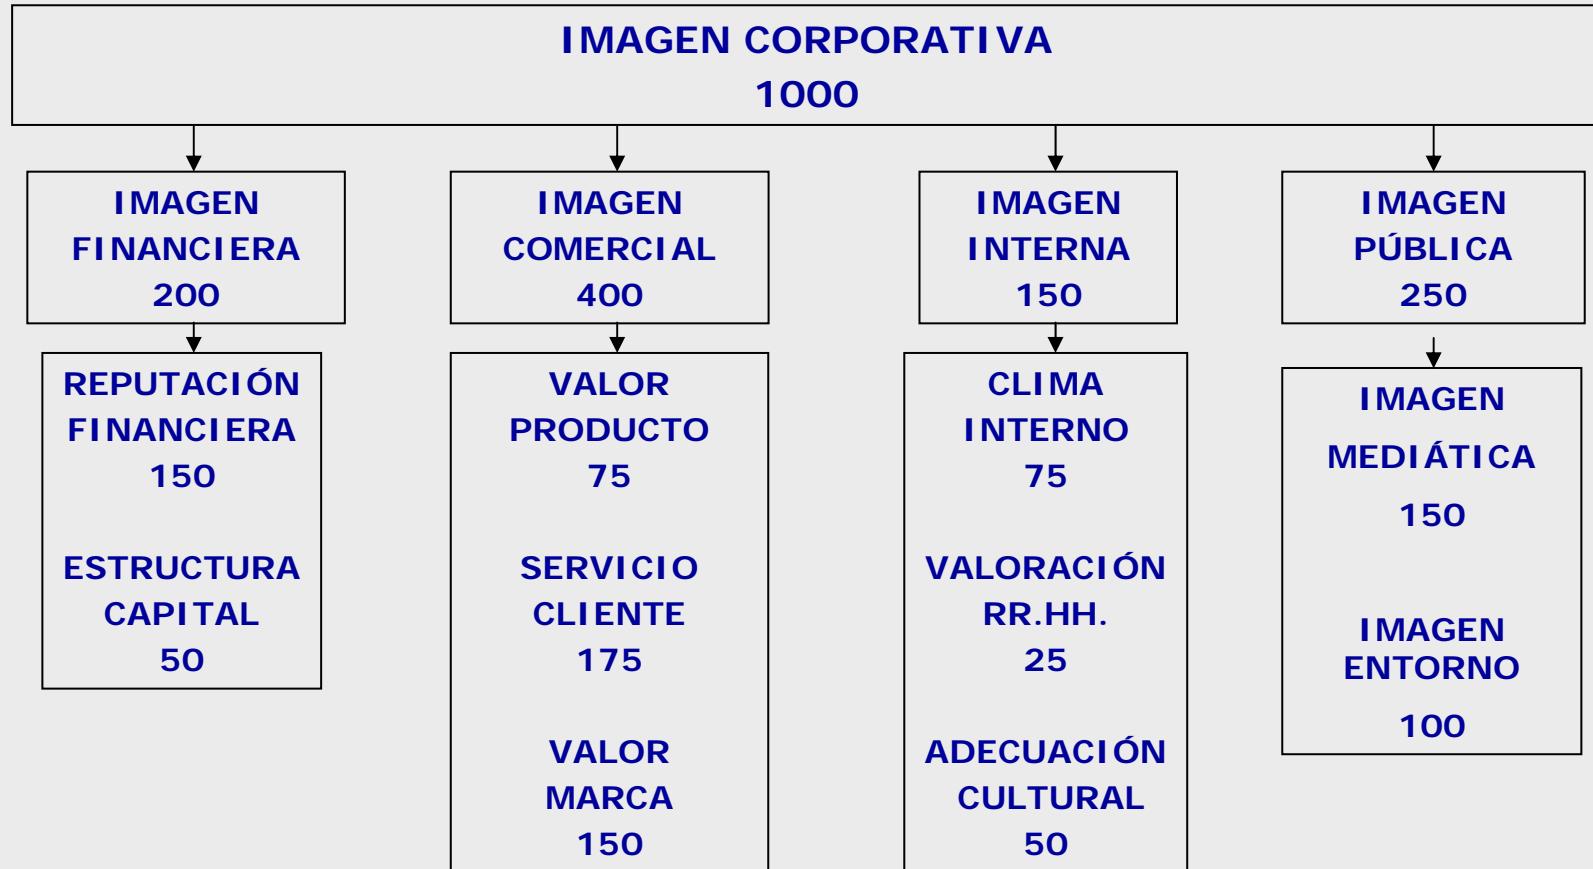 IMAGEN CORPORATIVA
1000
IMAGEN
FINANCIERA
200
IMAGEN
COMERCIAL
400
IMAGEN
INTERNA
150
IMAGEN
PÚBLICA
250
REPUTACIÓN
FINANCIERA
150
ESTRUCTURA
CAPITAL
50
VALOR
PRODUCTO
75
SERVICIO
CLIENTE
175
VALOR
MARCA
150
CLIMA
INTERNO
75
VALORACIÓN
RR.HH.
25
ADECUACIÓN
CULTURAL
50
IMAGEN
MEDIÁTICA
150
IMAGEN
ENTORNO
100